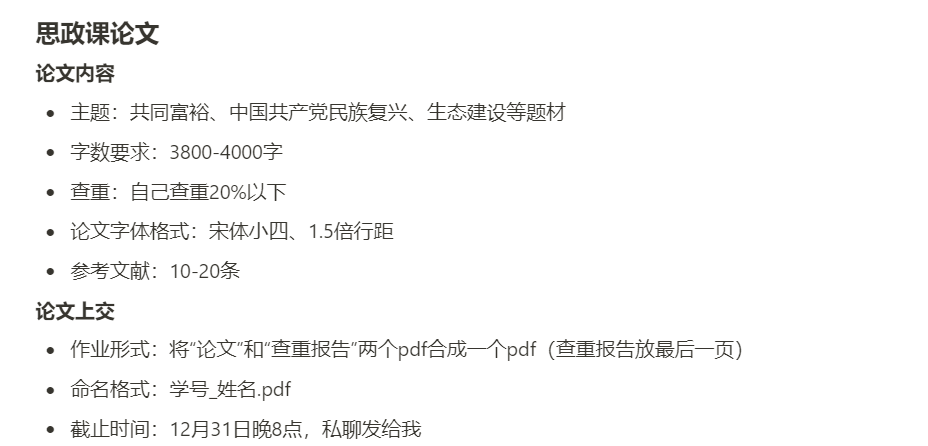 思政课论文
论文内容
• 主题：共同富裕、中国共产党民族复兴、生态建设等题材
• 字数要求：3800-4000字
• 查重：自己查重20%以下
• 论文字体格式：宋体小四、1.5倍行距
• 参考文献：10-20条
论文上交
• 作业形式：将“论文”和“查重报告”两个pdf合成一个pdf（查重报告放最后一页）
• 命名格式：学号_姓名.pdf
• 截止时间：12月31日晚8点，私聊发给我